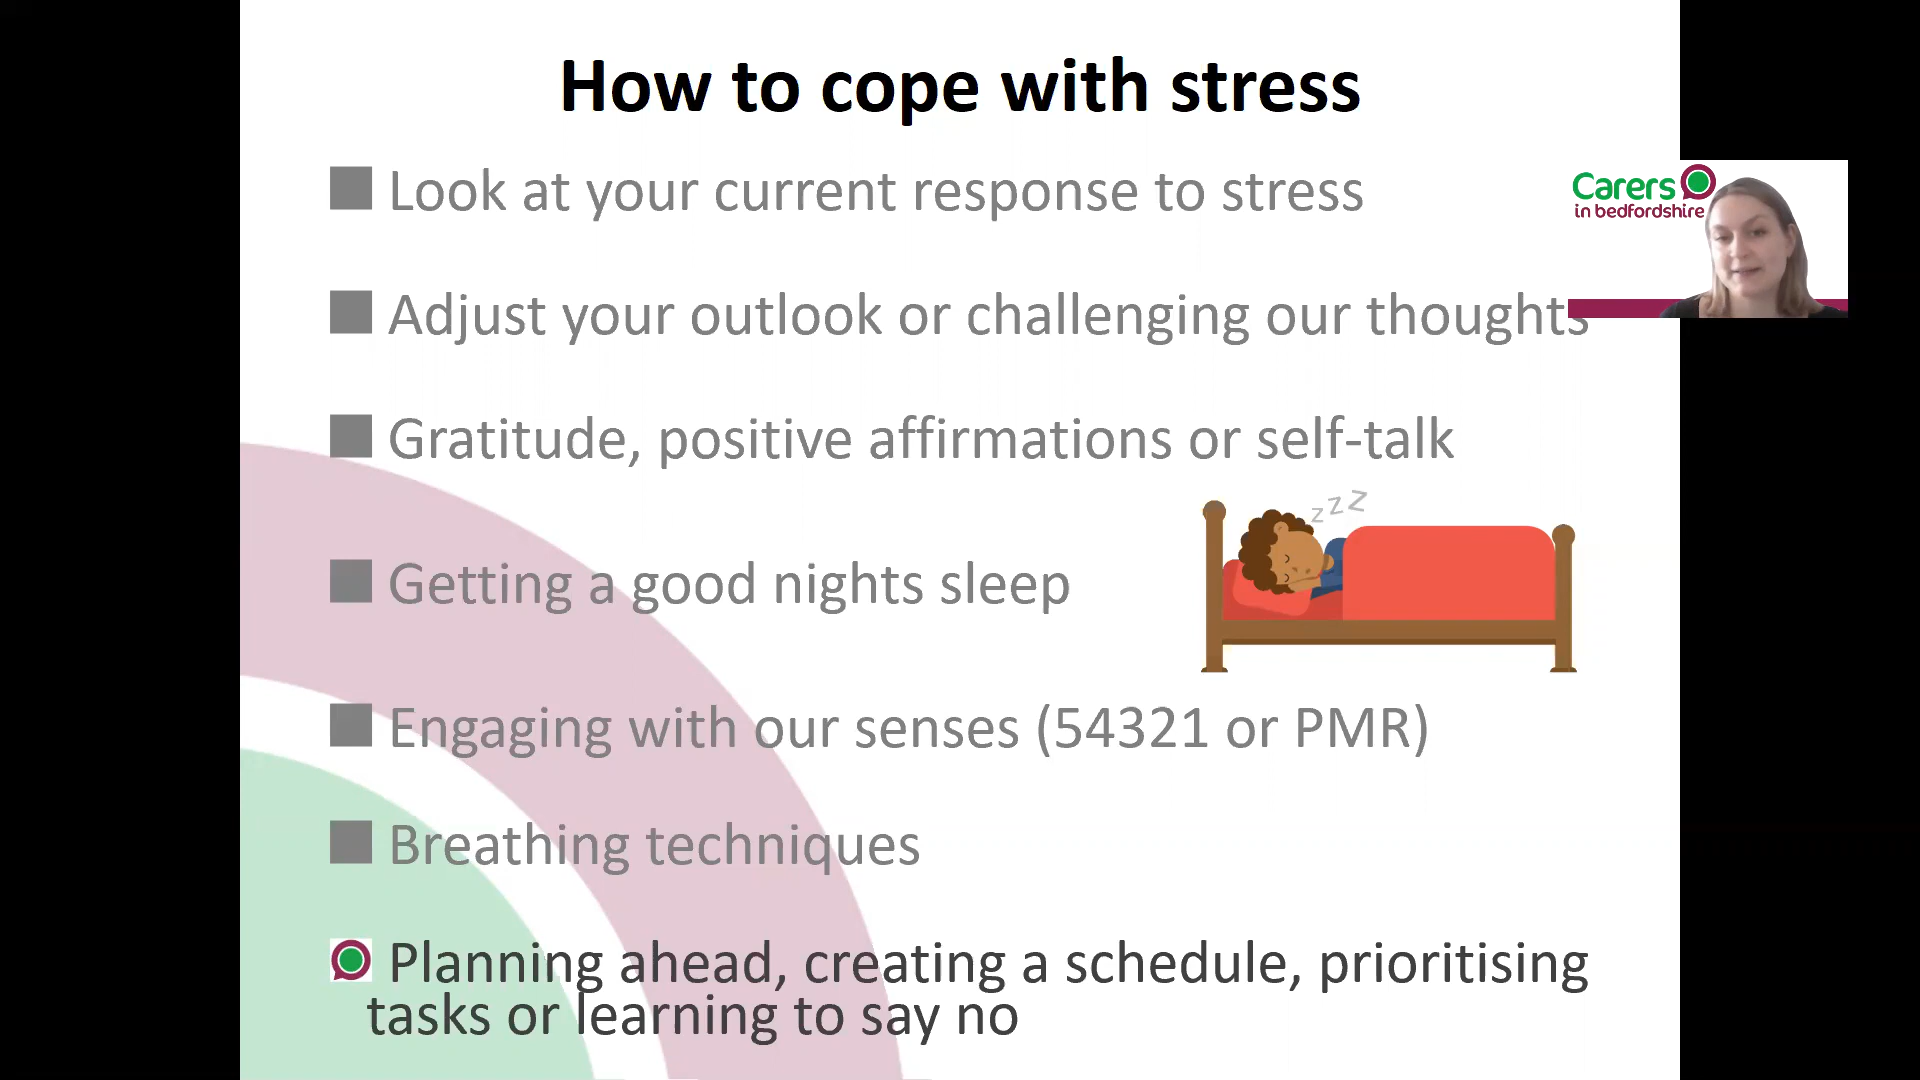 How to cope with stress
Look at your current response to stress
Carers
in bedfordshire
Adjust your outlook or challenging our thoughts
Gratitude, positive affirmations or self-talk
z z Z
Getting a good nights sleep
Engaging with our senses (54321 or PMR)
Breathing techniques
Planning ahead, creating a schedule, prioritising
tasks or learning to say no